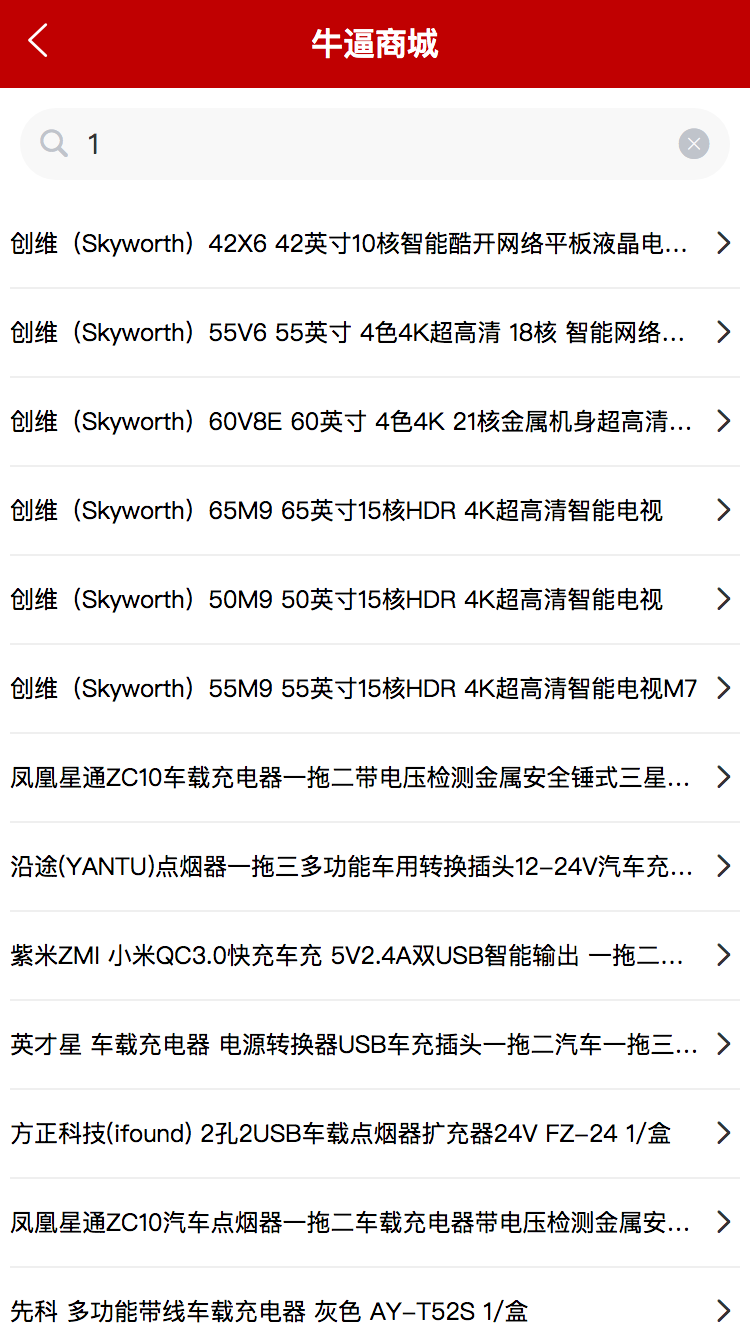 牛逼商城
1
创维（Skyworth）42X6 42英寸10核智能酷开网络平板液晶电...
创维（Skyworth）55V6 55英寸 4色4K超高清 18核 智能网络...
创维（Skyworth）60V8E 60英寸 4色4K 21核金属机身超高清...
创维（Skyworth）65M9 65英寸15核HDR 4K超高清智能电视
创维（Skyworth）50M9 50英寸15核HDR 4K超高清智能电视
创维（Skyworth）55M9 55英寸15核HDR 4K超高清智能电视M7
凤凰星通ZC10车载充电器一拖二带电压检测金属安全锤式三星...
沿途(YANTU)点烟器一拖三多功能车用转换插头12–24V汽车充...
紫米ZMI 小米QC3.0快充车充 5V2.4A双USB智能输出 一拖二...
英才星 车载充电器 电源转换器USB车充插头一拖二汽车一拖三...
方正科技(ifound) 2孔2USB车载点烟器扩充器24V FZ–24 1/盒
凤凰星通ZC10汽车点烟器一拖二车载充电器带电压检测金属安...
先科 多功能带线车载充电器 灰色 AY–T52S 1/盒